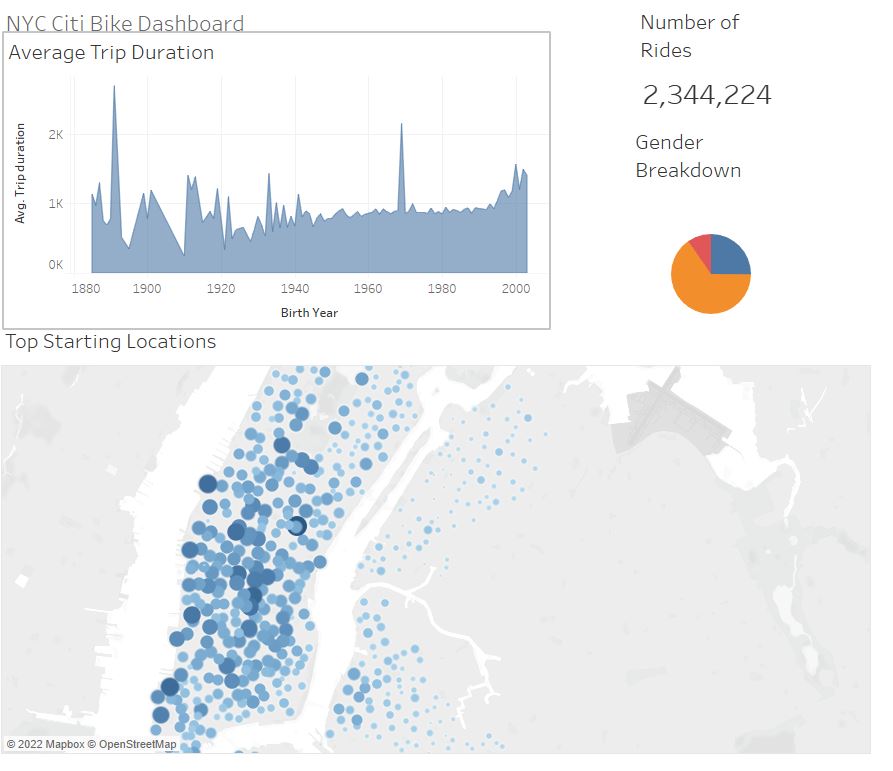 NYC Citi Bike Dashboard
Average Trip Duration
Avg. Trip duration
2K
1K
0K
1880 1900 1920 1940 1960 1980 2000
Birth Year
Number of
Rides
2,344,224
Gender
Breakdown
Top Starting Locations
© 2022 Mapbox © OpenStreetMap